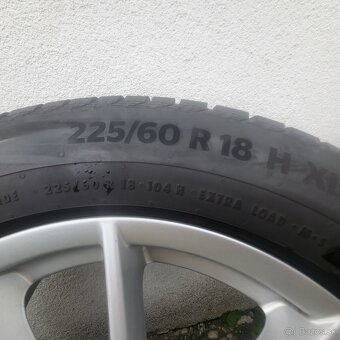 225/60 R 18 H XL
225/60 R 18 · 104 H · EXTRA LOAD · M+S